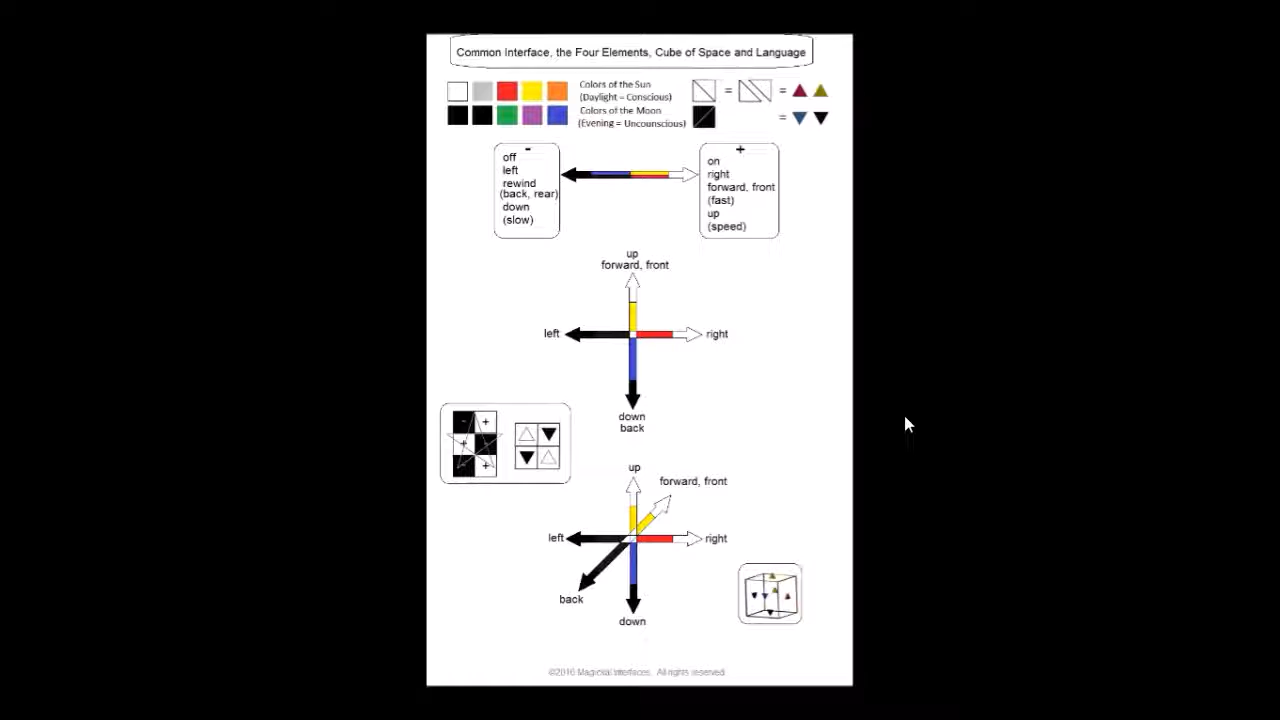 Common Interface, the Four Elements, Cube of Space and Language
Colors of the Sun
(Daylight = Conscious)
= = 
Colors of the Moon
(Evening = Uncounscious)
=
-
off
left
rewind
(back, rear)
down
(slow)
+
on
right
forward, front
(fast)
up
(speed)
up
forward, front
left
right
down
back
- +
+ -
- +
up
forward, front
left
right
back
down
©2016 Magickal Interfaces. All rights reserved